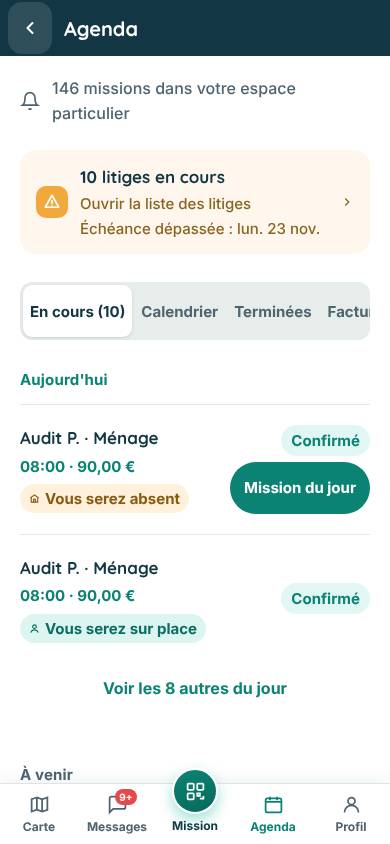 Agenda
146 missions dans votre espace
particulier
10 litiges en cours
Ouvrir la liste des litiges
Échéance dépassée : lun. 23 nov.
En cours (10) Calendrier Terminées
Aujourd'hui
Audit P. · Ménage
Confirmé
08:00 · 90,00 €
Mission du jour
Vous serez absent
Audit P. · Ménage
08:00 · 90,00 €
Confirmé
Vous serez sur place
Voir les 8 autres du jour
À venir
9+
Carte Messages Mission Agenda Profil